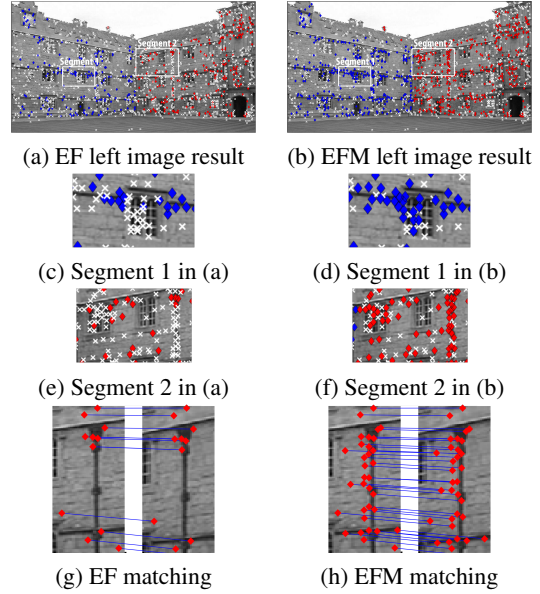 Segment 2
Segment 1
Segment 2
Segment 1
(a) EF left image result
(b) EFM left image result
(c) Segment 1 in (a)
(d) Segment 1 in (b)
(e) Segment 2 in (a)
(f) Segment 2 in (b)
(g) EF matching
(h) EFM matching